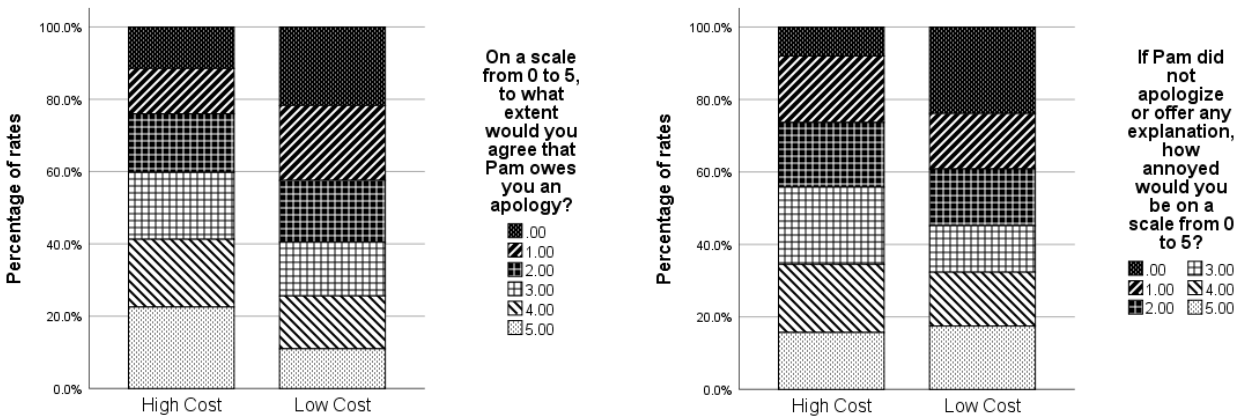 100.0%
80.0%
60.0%
40.0%
20.0%
0.0%
Percentage of rates
High Cost
Low Cost
On a scale
from 0 to 5,
to what
extent
would you
agree that
Pam owes
you an
apology?
.00
1.00
2.00
3.00
4.00
5.00
100.0%
80.0%
60.0%
40.0%
20.0%
0.0%
Percentage of rates
High Cost
Low Cost
If Pam did
not
apologize
or offer any
explanation,
how
annoyed
would you
be on a
scale from 0
to 5?
.00 3.00
1.00 4.00
2.00 5.00